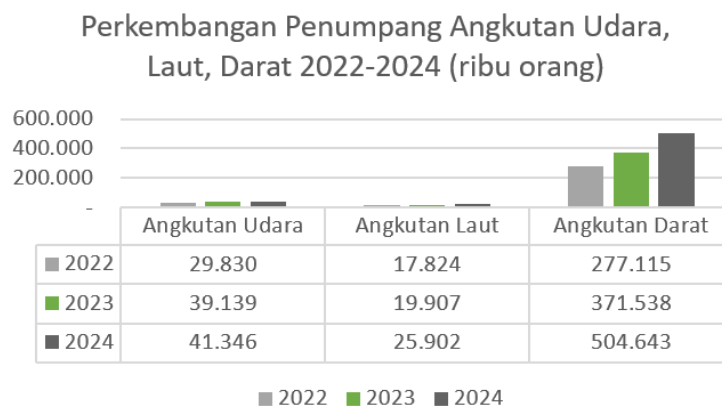 Perkembangan Penumpang Angkutan Udara,
Laut, Darat 2022-2024 (ribu orang)
600.000
400.000
200.000
-
Angkutan Udara Angkutan Laut Angkutan Darat
2022 29.830 17.824 277.115
2023 39.139 19.907 371.538
2024 41.346 25.902 504.643
2022 2023 2024